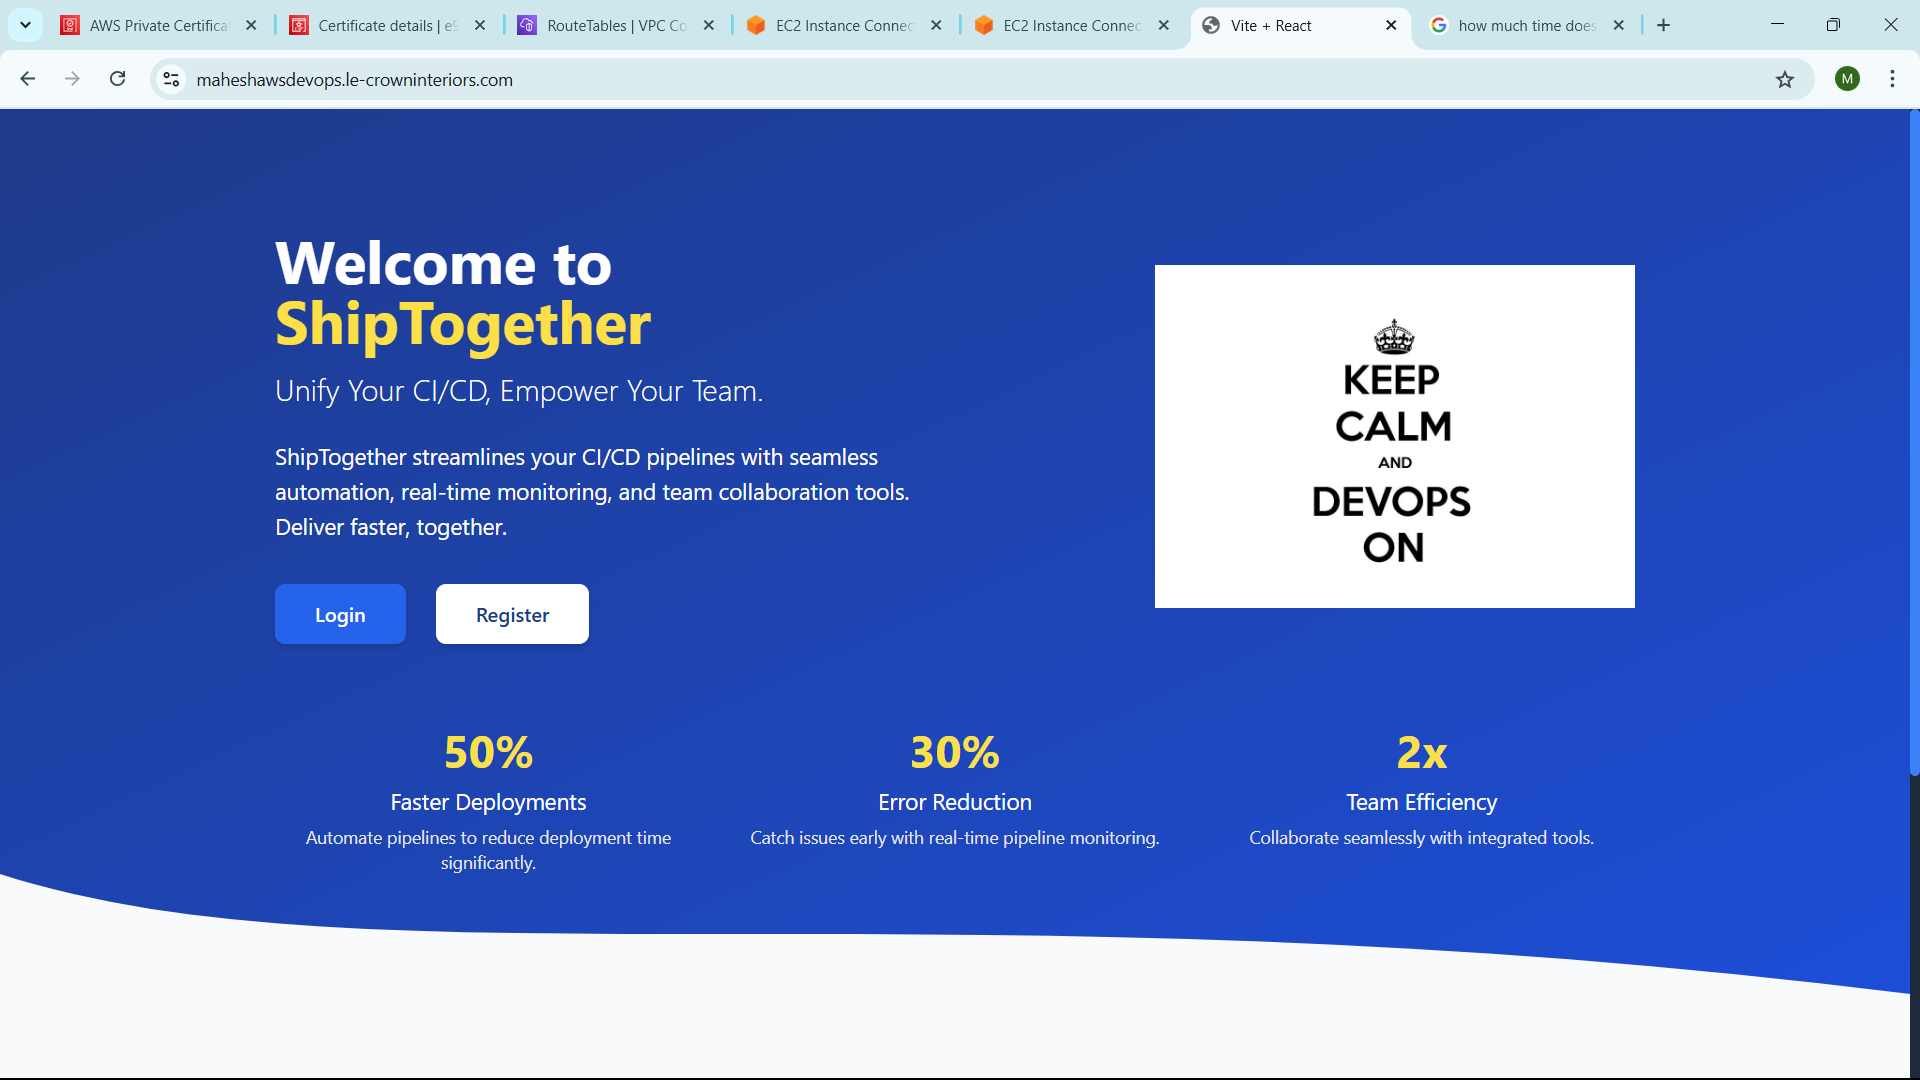 AWS Private Certifica
Certificate details | e9
RouteTables | VPC Co
EC2 Instance Connec
EC2 Instance Connec
Vite + React
how much time does
maheshawsdevops.le-crowninteriors.com
M
Welcome to
ShipTogether
Unify Your CI/CD, Empower Your Team.
ShipTogether streamlines your CI/CD pipelines with seamless
automation, real-time monitoring, and team collaboration tools.
Deliver faster, together.
Login
Register
KEEP
CALM
AND
DEVOPS
ON
50%
Faster Deployments
Automate pipelines to reduce deployment time
significantly.
30%
Error Reduction
Catch issues early with real-time pipeline monitoring.
2x
Team Efficiency
Collaborate seamlessly with integrated tools.